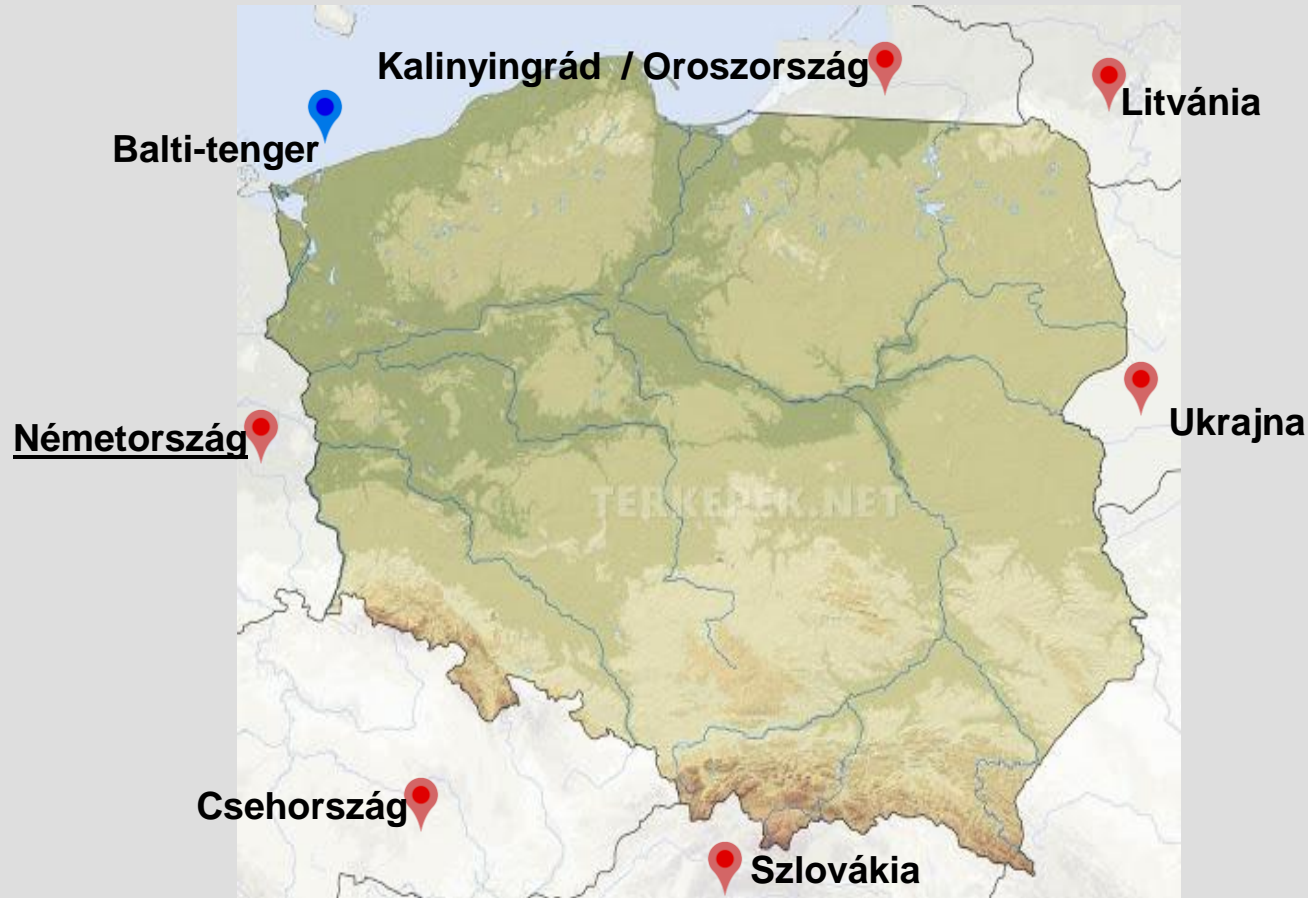 Kalinyingrád / Oroszország
Litvánia
Balti-tenger
Ukrajna
Németország
TERKEPEK.NET
Csehország
Szlovákia